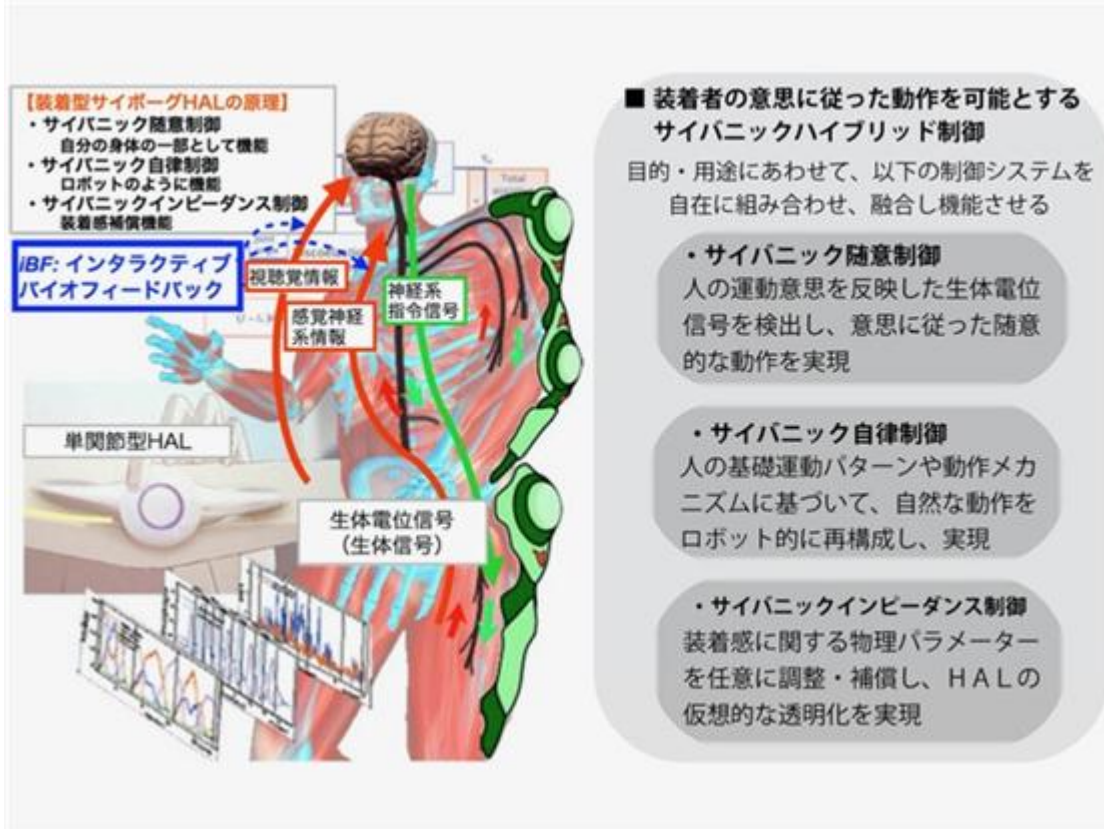 【装着型サイボーグHALの原理】
・サイバニック随意制御
自分の身体の一部として機能
・サイバニック自律制御
ロボットのように機能
・サイバニックインピーダンス制御
装着感補償機能
iBF: インタラクティブ
バイオフィードバック
視聴覚情報
感覚神経
系情報
神経系
指令信号
Total
単関節型HAL
生体電位信号
（生体信号）
■ 装着者の意思に従った動作を可能とする
サイバニックハイブリッド制御
目的・用途にあわせて、以下の制御システムを
自在に組み合わせ、融合し機能させる
・サイバニック随意制御
人の運動意思を反映した生体電位
信号を検出し、意思に従った随意
的な動作を実現
・サイバニック自律制御
人の基礎運動パターンや動作メカ
ニズムに基づいて、自然な動作を
ロボット的に再構成し、実現
・サイバニックインピーダンス制御
装着感に関する物理パラメーター
を任意に調整・補償し、ＨＡＬの
仮想的な透明化を実現